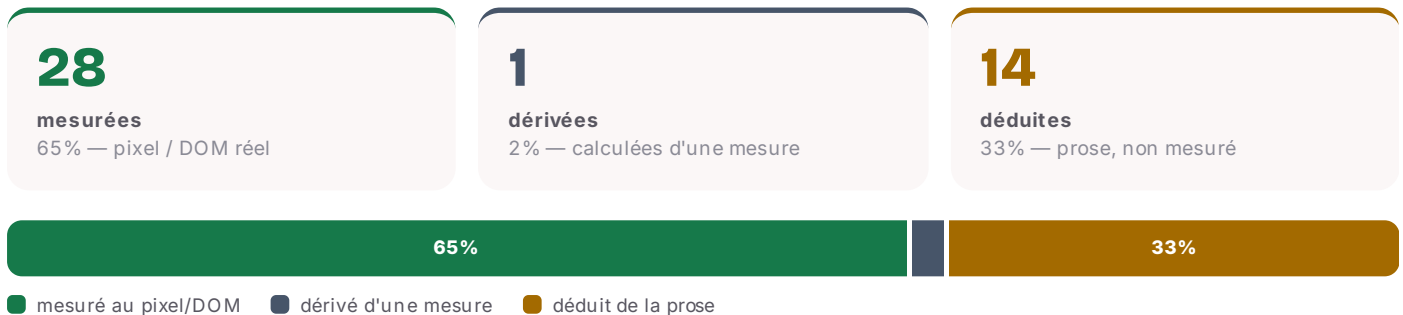 28
mesurées
65% — pixel / DOM réel
1
dérivées
2% — calculées d'une mesure
14
déduites
33% — prose, non mesuré
65%
33%
mesuré au pixel/DOM
dérivé d'une mesure
déduit de la prose